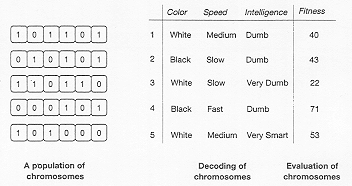 Color Speed Intelligence Fitness
1 0 1 1 0 1 1 White Medium Dumb 40
0 1 0 1 0 1 2 Black Slow Dumb 43
1 1 0 1 1 0 3 White Slow Very Dumb 22
0 0 0 1 0 1 4 Black Fast Dumb 71
1 0 1 0 0 0 5 White Medium Very Smart 53
A population of Decoding of Evaluation of
chromosomes chromosomes chromosomes